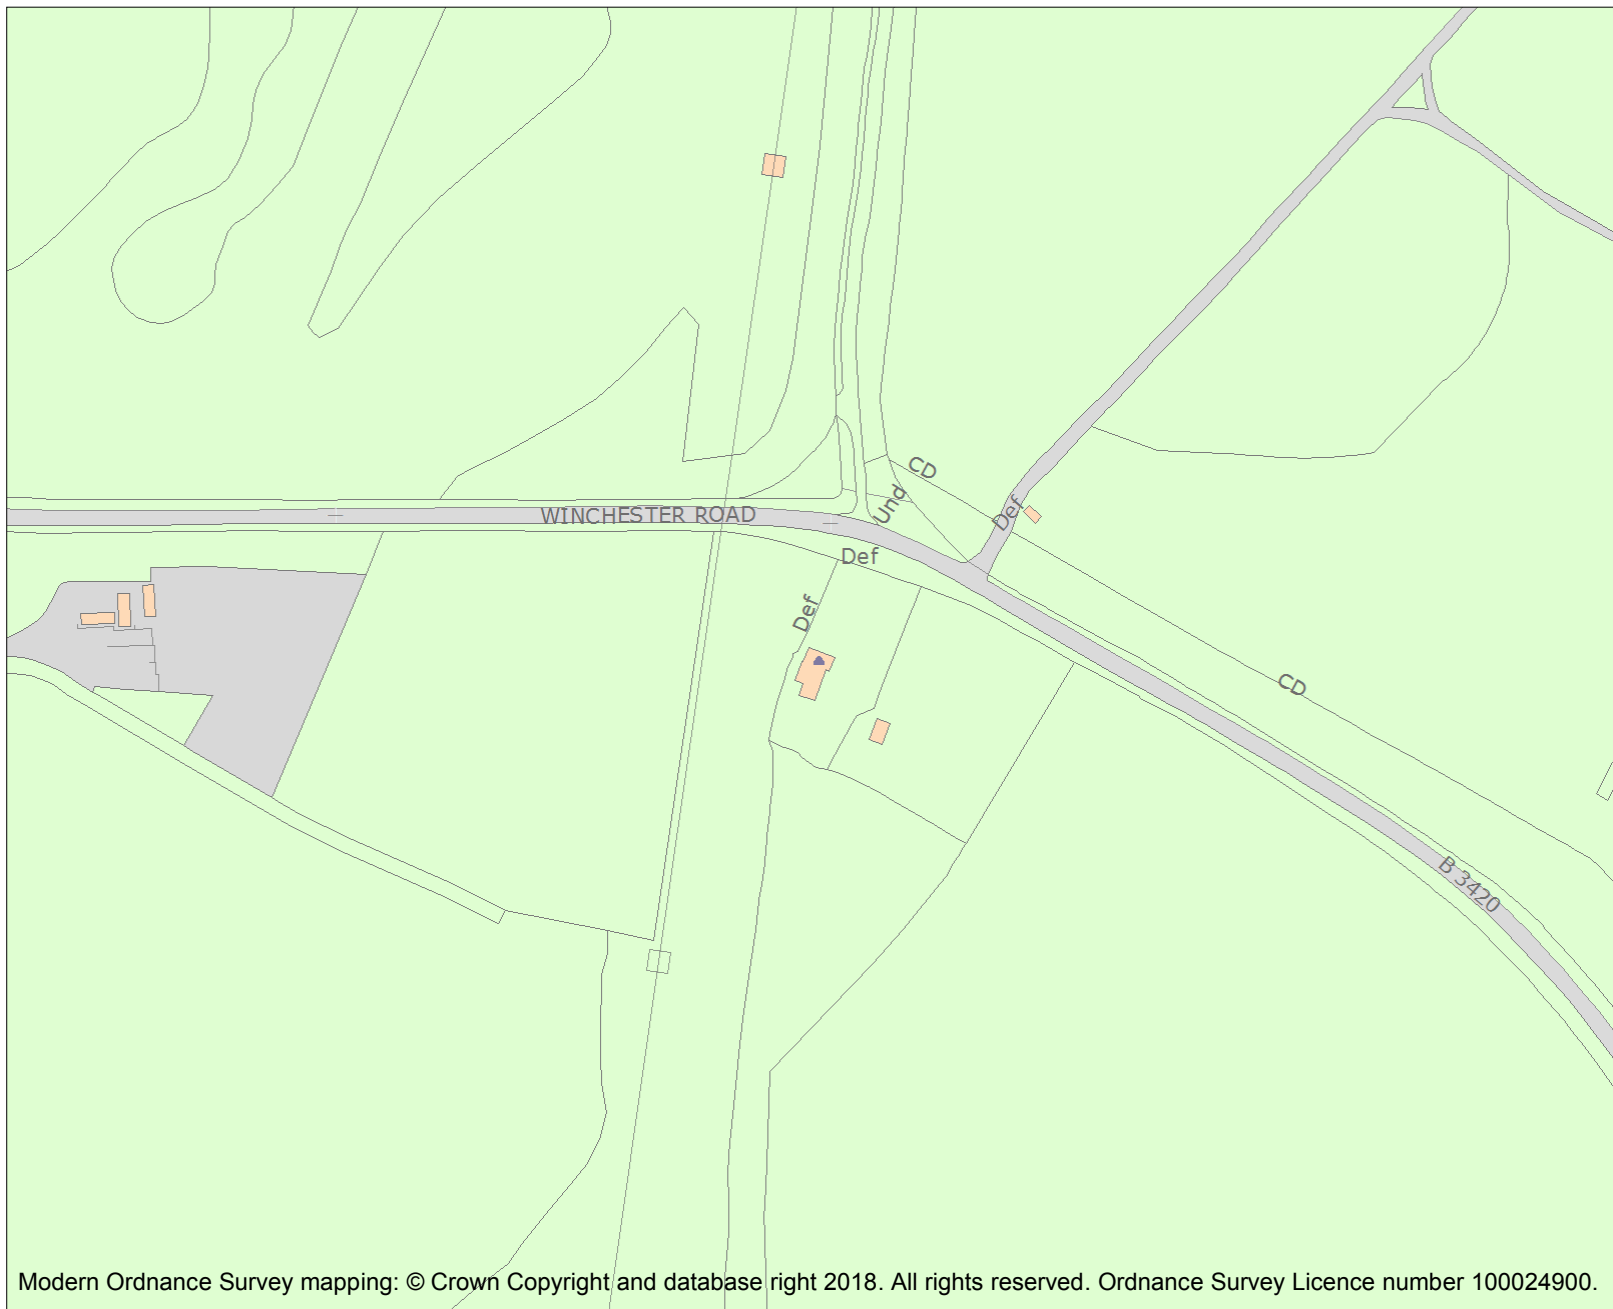 CD
Und
Def
WINCHESTER ROAD
Def
Def
CD
B 3420
Modern Ordnance Survey mapping: © Crown Copyright and database right 2018. All rights reserved. Ordnance Survey Licence number 100024900.